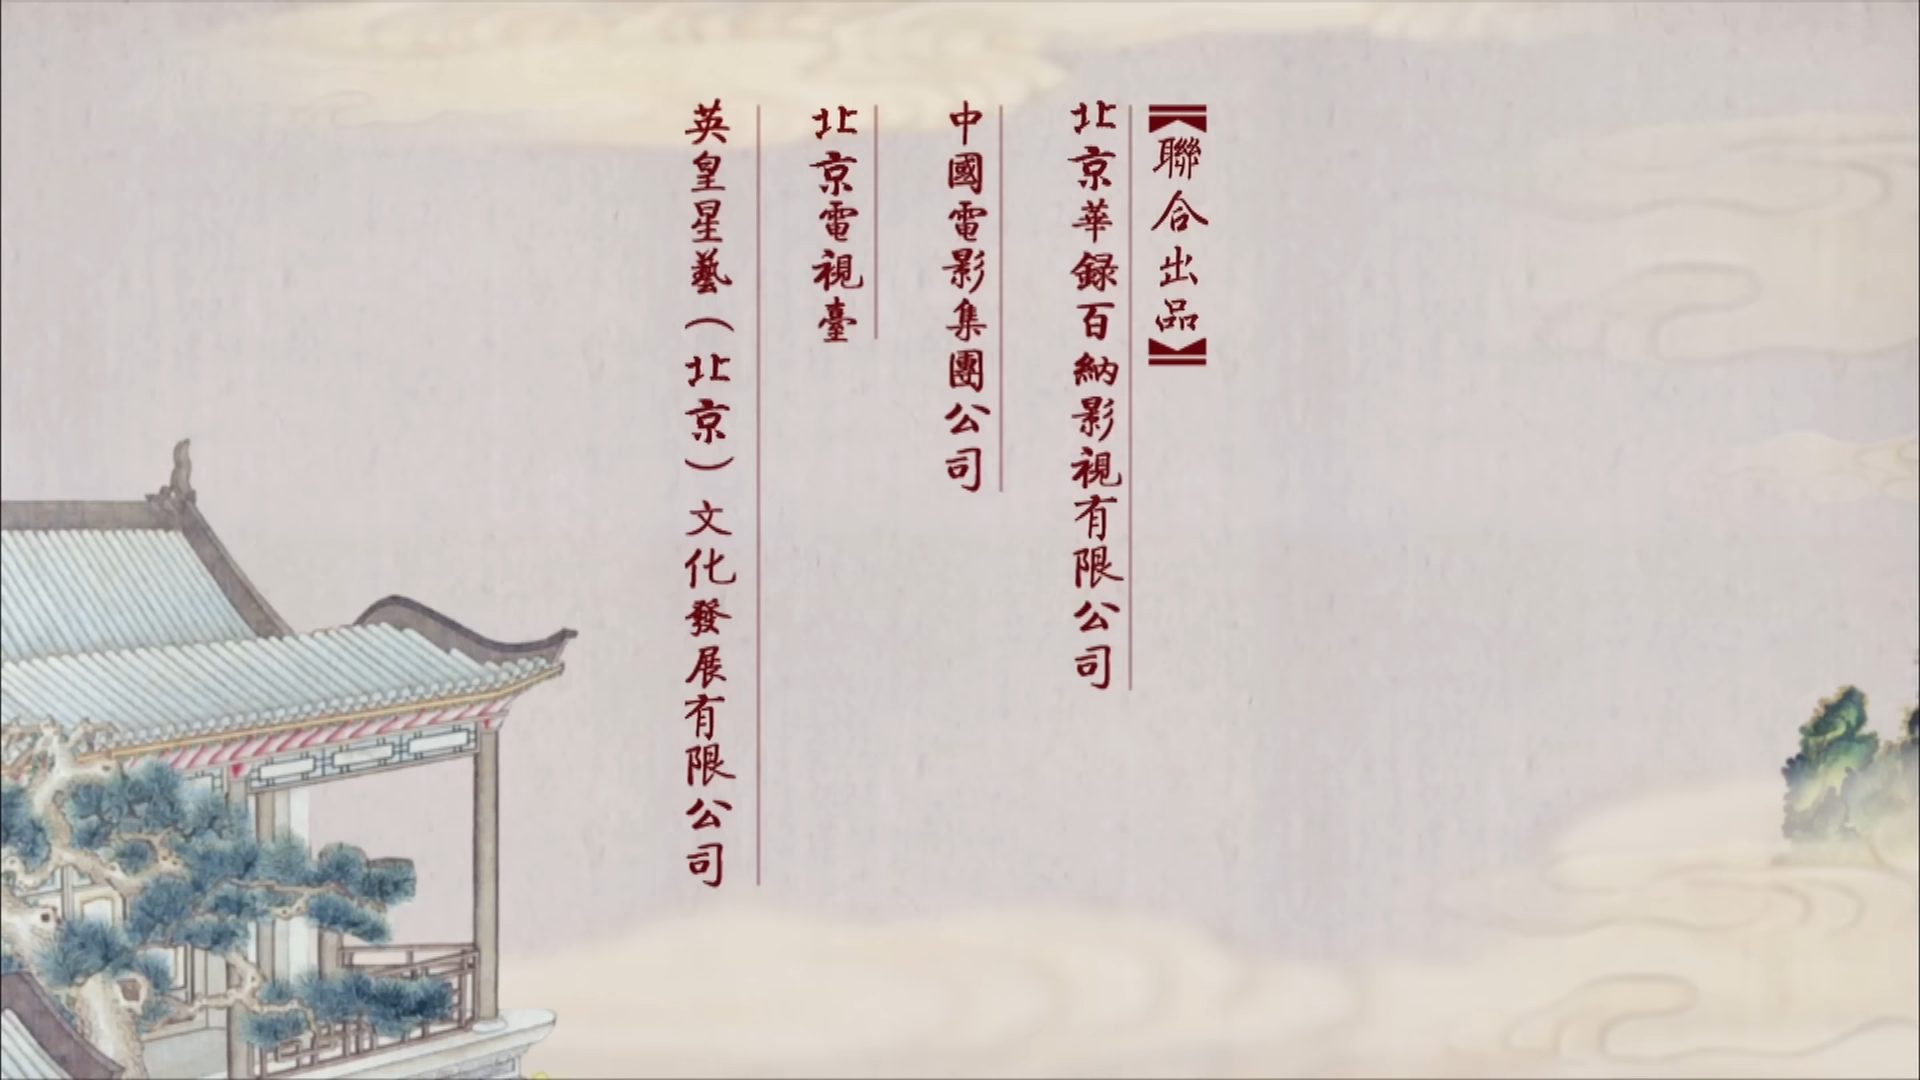 【聯合出品】
北京華録百納影視有限公司
中國電影集團公司
北京電視臺
英皇星藝（北京）文化發展有限公司